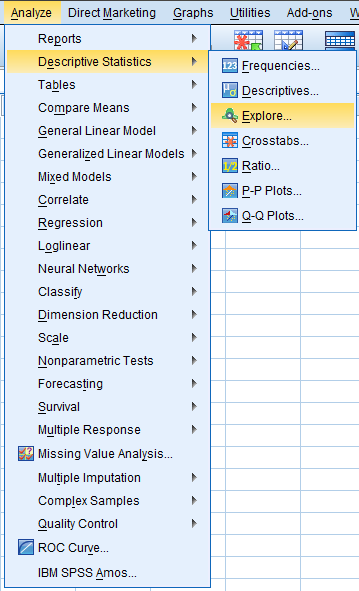 Analyze Direct Marketing Graphs Utilities Add-ons W
Reports
Descriptive Statistics
Tables
Compare Means
General Linear Model
Generalized Linear Models
Mixed Models
Correlate
Regression
Loglinear
Neural Networks
Classify
Dimension Reduction
Scale
Nonparametric Tests
Forecasting
Survival
Multiple Response
Missing Value Analysis...
Multiple Imputation
Complex Samples
Quality Control
ROC Curve...
IBM SPSS Amos...
123 Frequencies...
Descriptives...
Explore...
Crosstabs...
1/2 Ratio...
P-P Plots...
Q-Q Plots...